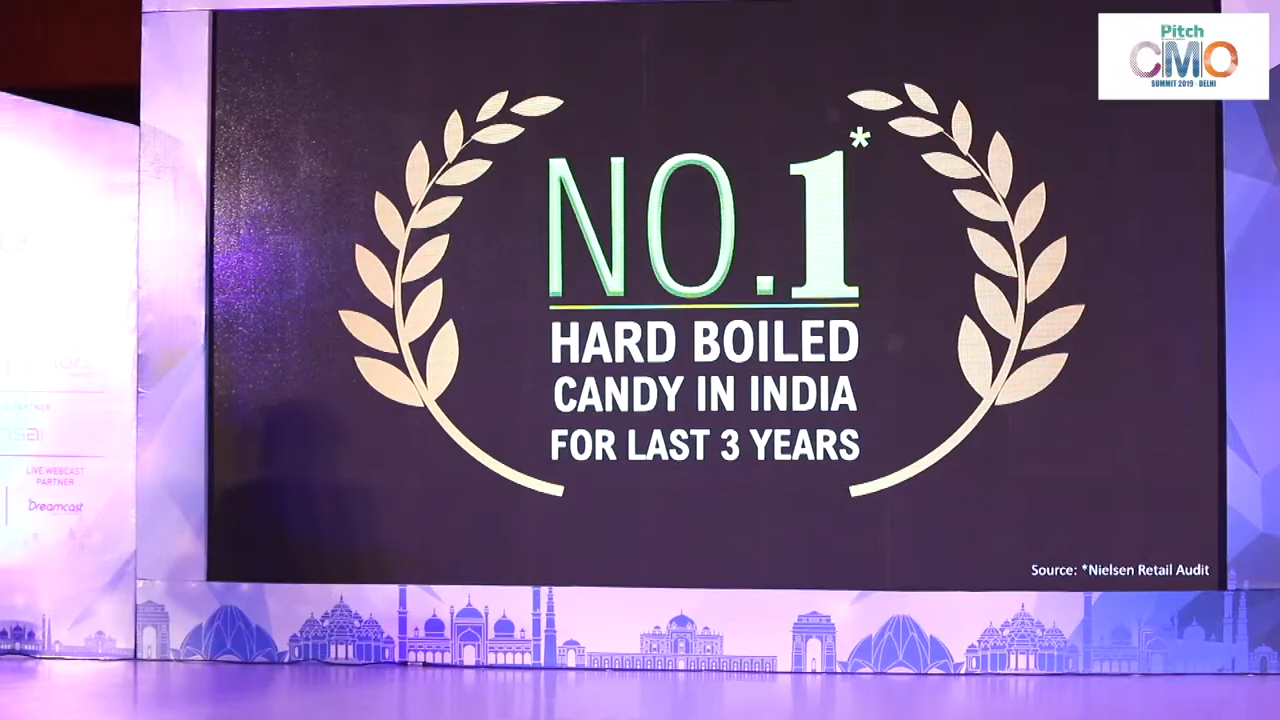 Pitch
CMO
SUMMIT 2019 - DELHI
NO.1*
HARD BOILED
CANDY IN INDIA
FOR LAST 3 YEARS
Source: *Nielsen Retail Audit
LIVE WEBCAST
PARTNER
Dreamcast